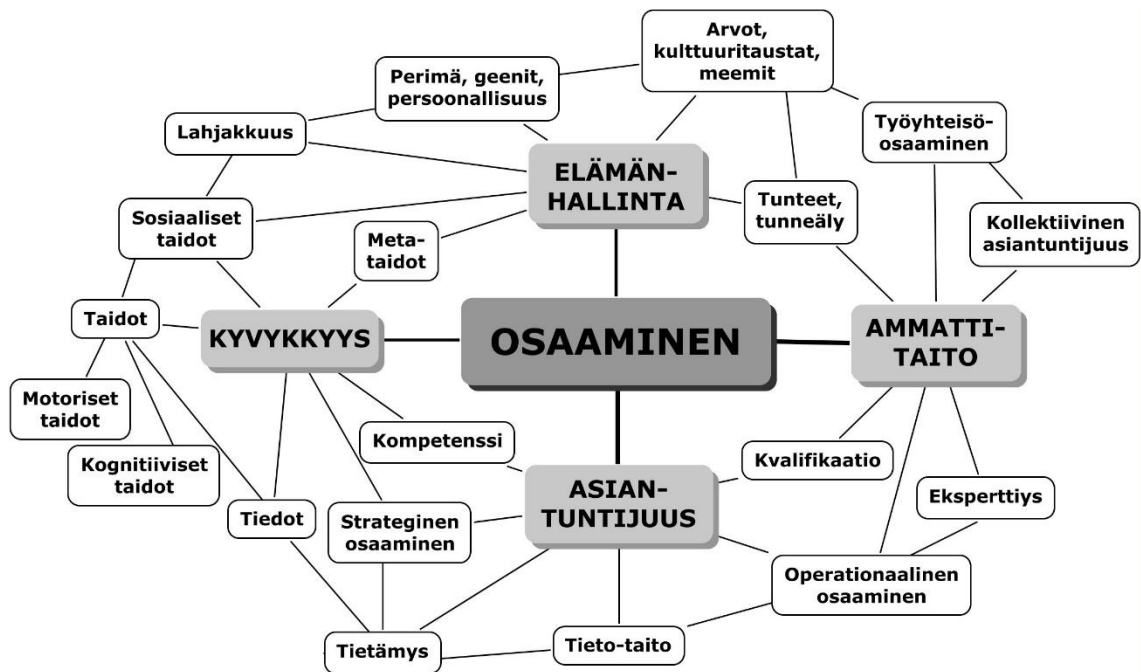 Arvot,
kulttuuritaustat,
meemit
Perimä, geenit,
persoonallisuus
Lahjakkuus
Työyhteisö-
osaaminen
ELÄMÄN-
HALLINTA
Tunteet,
tunneäly
Sosiaaliset
taidot
Meta-
taidot
Kollektiivinen
asiantuntijuus
Taidot
KYVYKKYYS
OSAAMINEN
AMMATTI-
TAITO
Motoriset
taidot
Kompetenssi
Kognitiiviset
taidot
Kvalifikaatio
ASIAN-
TUNTIJUUS
Eksperttiys
Tiedot
Strateginen
osaaminen
Operationaalinen
osaaminen
Tietämys
Tieto-taito